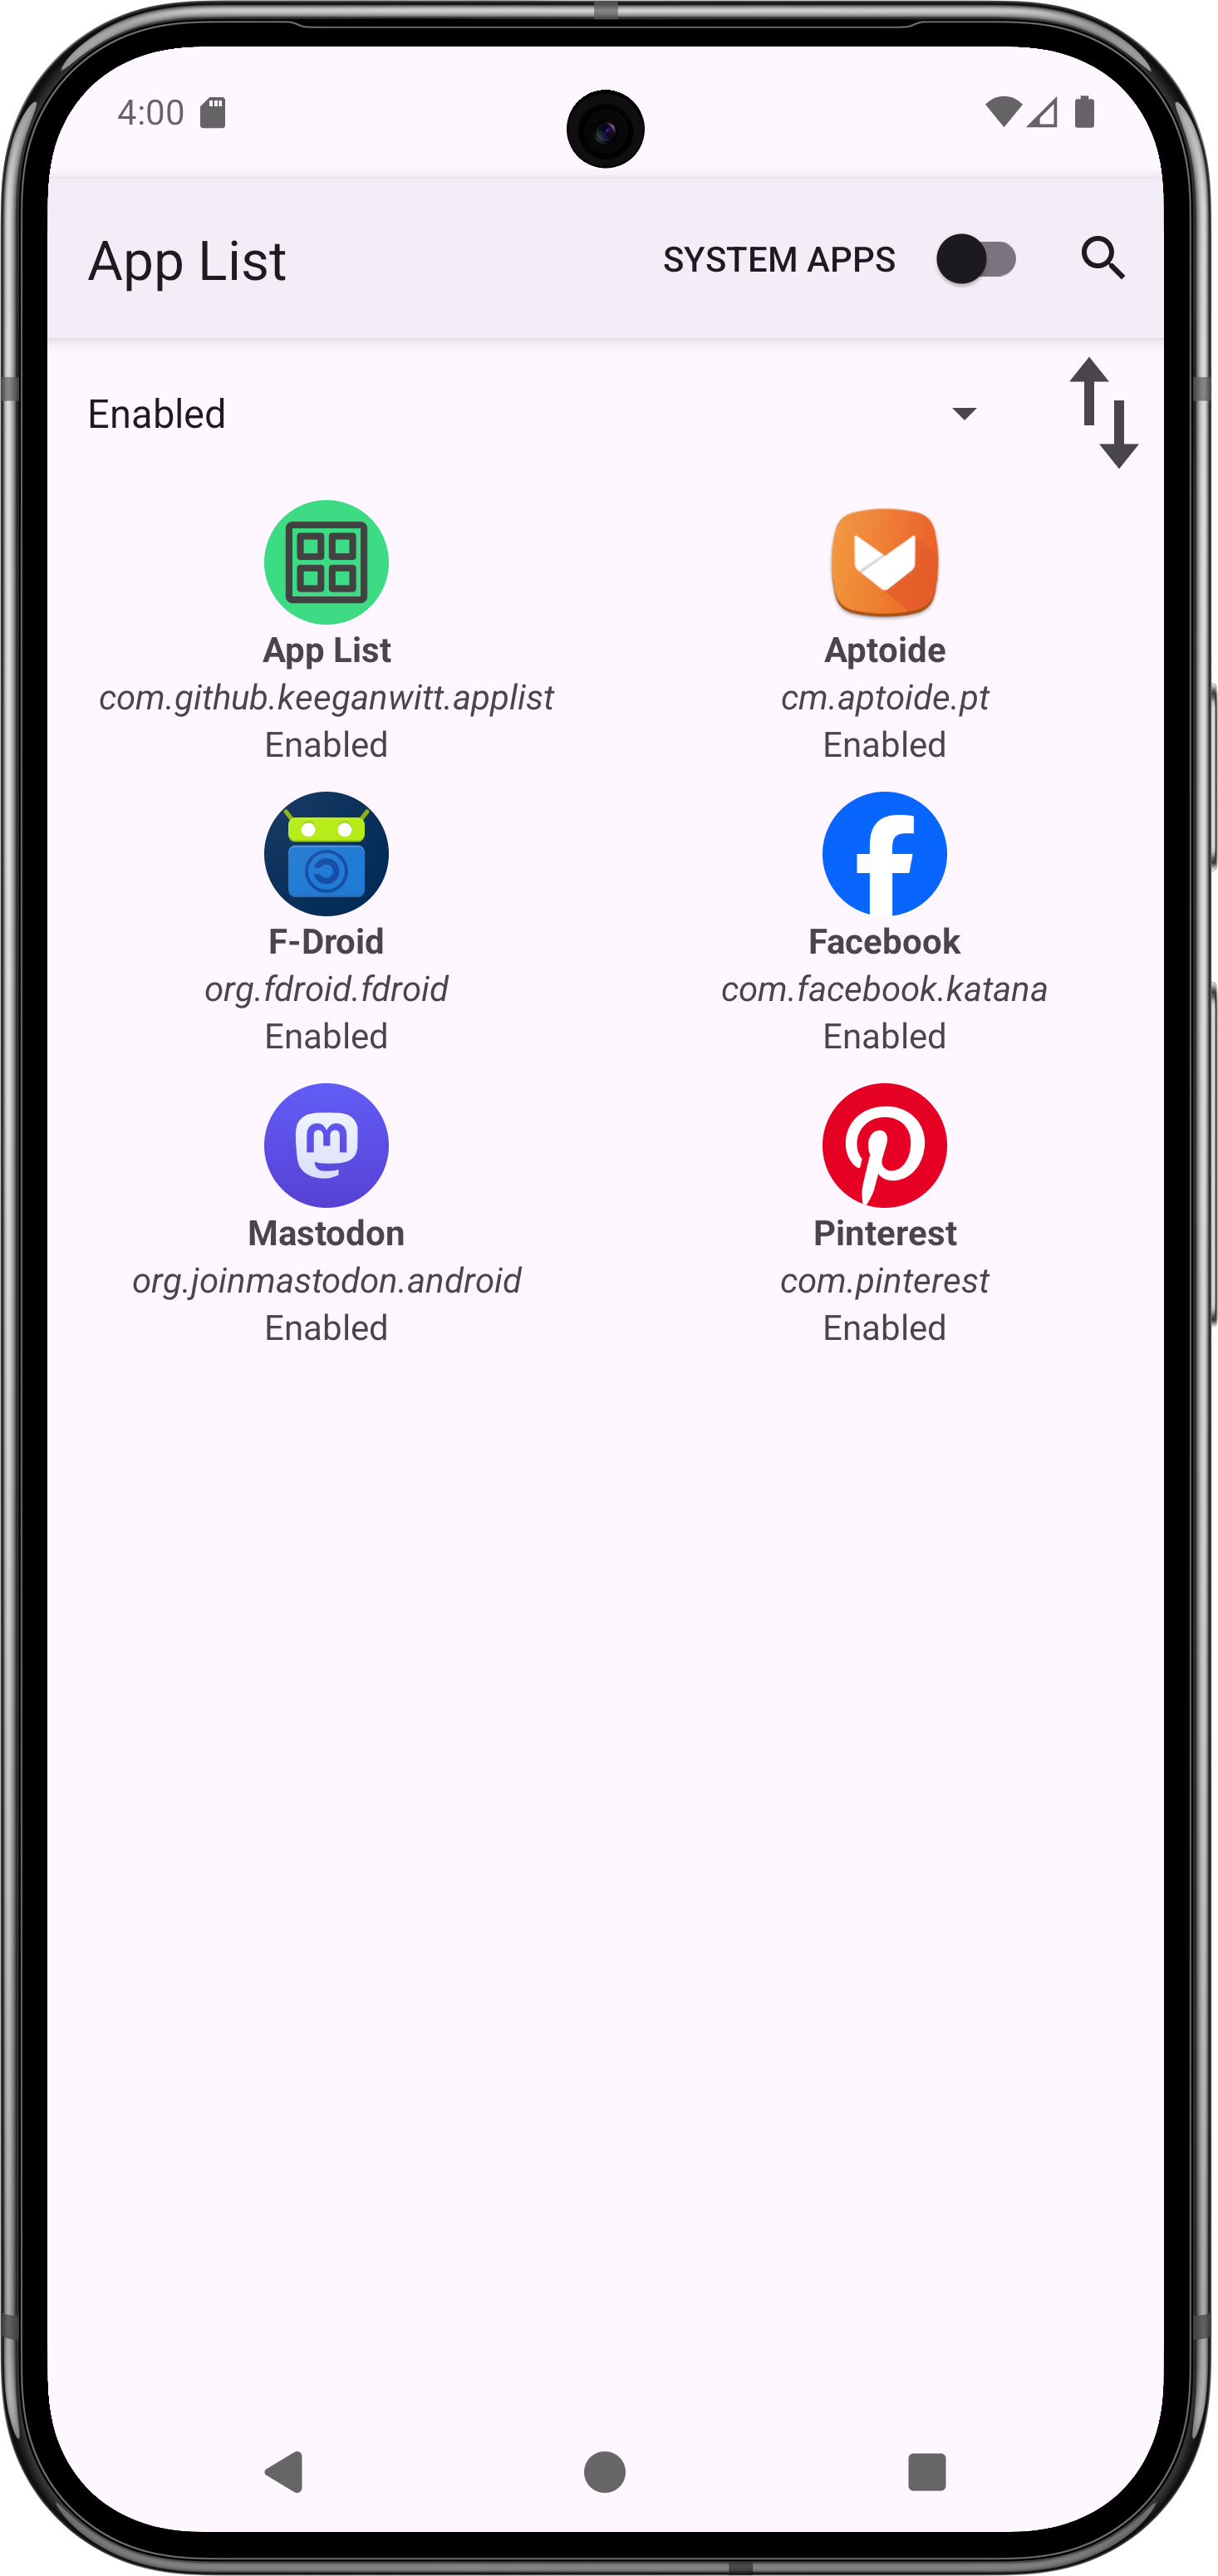 4:00
App List
SYSTEM APPS
Enabled
App List
com.github.keeganwitt.applist
Enabled
Aptoide
cm.aptoide.pt
Enabled
F-Droid
org.fdroid.fdroid
Enabled
Facebook
com.facebook.katana
Enabled
Mastodon
org.joinmastodon.android
Enabled
Pinterest
com.pinterest
Enabled